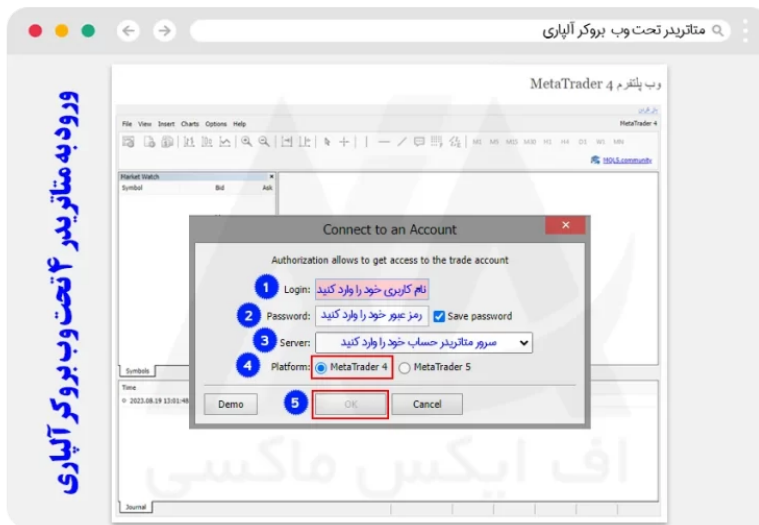 متاتریدر تحت وب بروکر آلپاری
ورود به متاتریدر ۴ تحت وب بروکر آلپاری
وب پلتفرم MetaTrader 4
File View Insert Charts Options Help
MetaTrader 4
M1 M5 M15 M30 H1 H4 D1 W1 MN
MQL5.community
Market Watch
Symbol Bid Ask
Connect to an Account
Authorization allows to get access to the trade account
1 Login: نام کاربری خود را وارد کنید
2 Password: رمز عبور خود را وارد کنید Save password
3 Server: سرور متاتریدر حساب خود را وارد کنید
4 Platform: MetaTrader 4 MetaTrader 5
5
Demo OK Cancel
Symbols
Time
2023.08.19 13:01:48
اف ایکس ماکسی
Journal